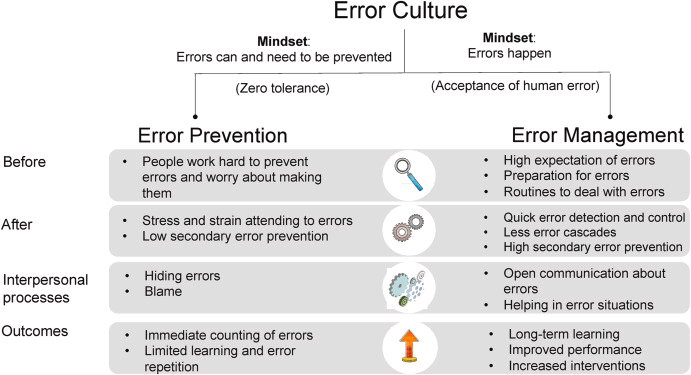 Error Culture
Mindset:
Errors can and need to be prevented
Mindset:
Errors happen
(Zero tolerance)
(Acceptance of human error)
Error Prevention
Error Management
Before
• People work hard to prevent
errors and worry about making
them
• High expectation of errors
• Preparation for errors
• Routines to deal with errors
After
• Stress and strain attending to errors
• Low secondary error prevention
• Quick error detection and control
• Less error cascades
• High secondary error prevention
Interpersonal
processes
• Hiding errors
• Blame
• Open communication about
errors
• Helping in error situations
Outcomes
• Immediate counting of errors
• Limited learning and error
repetition
• Long-term learning
• Improved performance
• Increased interventions